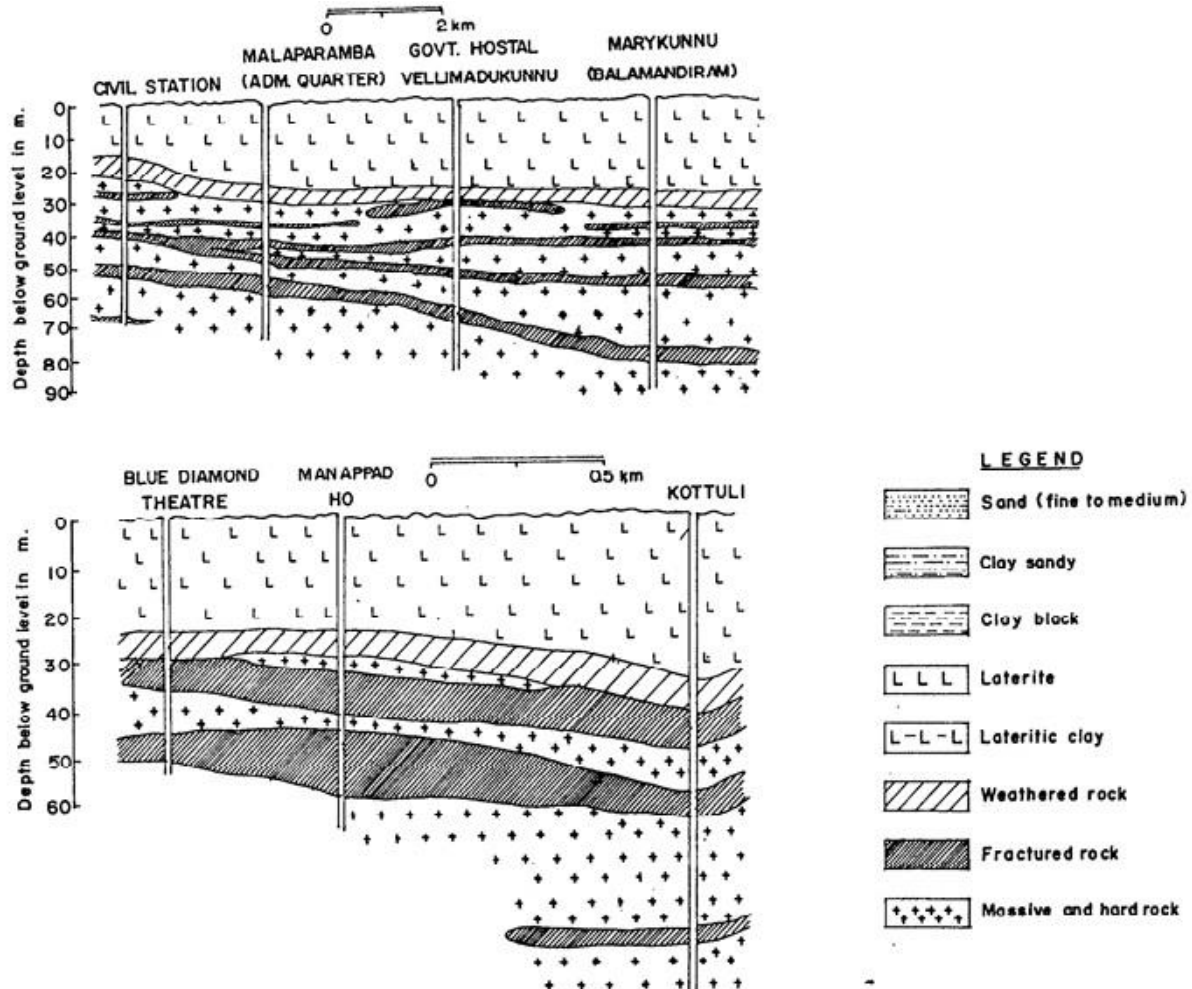 0 2 km
MALAPARAMBA GOVT. HOSTAL MARYKUNNU
CIVIL STATION (ADM. QUARTER) VELLIMADUKUNNU (BALAMANDIRAM)
Depth below ground level in m.
0
10
20
30
40
50
60
70
80
90
BLUE DIAMOND MANAPPAD 0 0.5 km
THEATRE HO KOTTULI
Depth below ground level in m.
0
10
20
30
40
50
60
LEGEND
Sand (fine to medium)
Clay sandy
Clay black
L L L Laterite
L-L-L Lateritic clay
Weathered rock
Fractured rock
Massive and hard rock